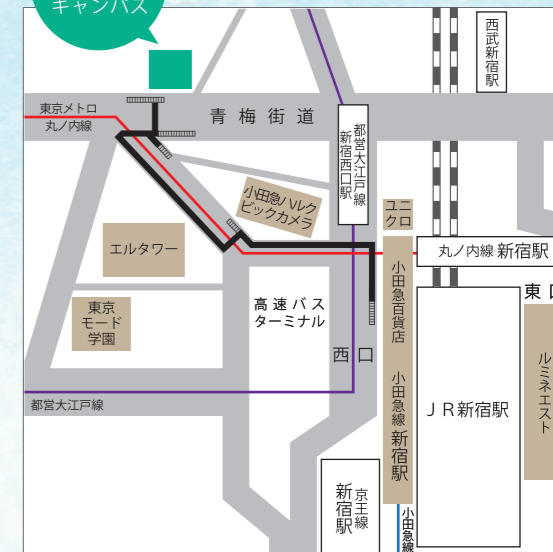 キャンパス
西武新宿駅
東京メトロ
丸ノ内線
青梅街道
都営大江戸線
新宿西口駅
小田急ハルク
ビックカメラ
ユニ
クロ
エルタワー
丸ノ内線 新宿駅
小田急百貨店
高速バス
ターミナル
東京
モード
学園
東口
西口
ルミネエスト
都営大江戸線
小田急線 新宿駅
JR新宿駅
京王線
新宿駅
小田急線